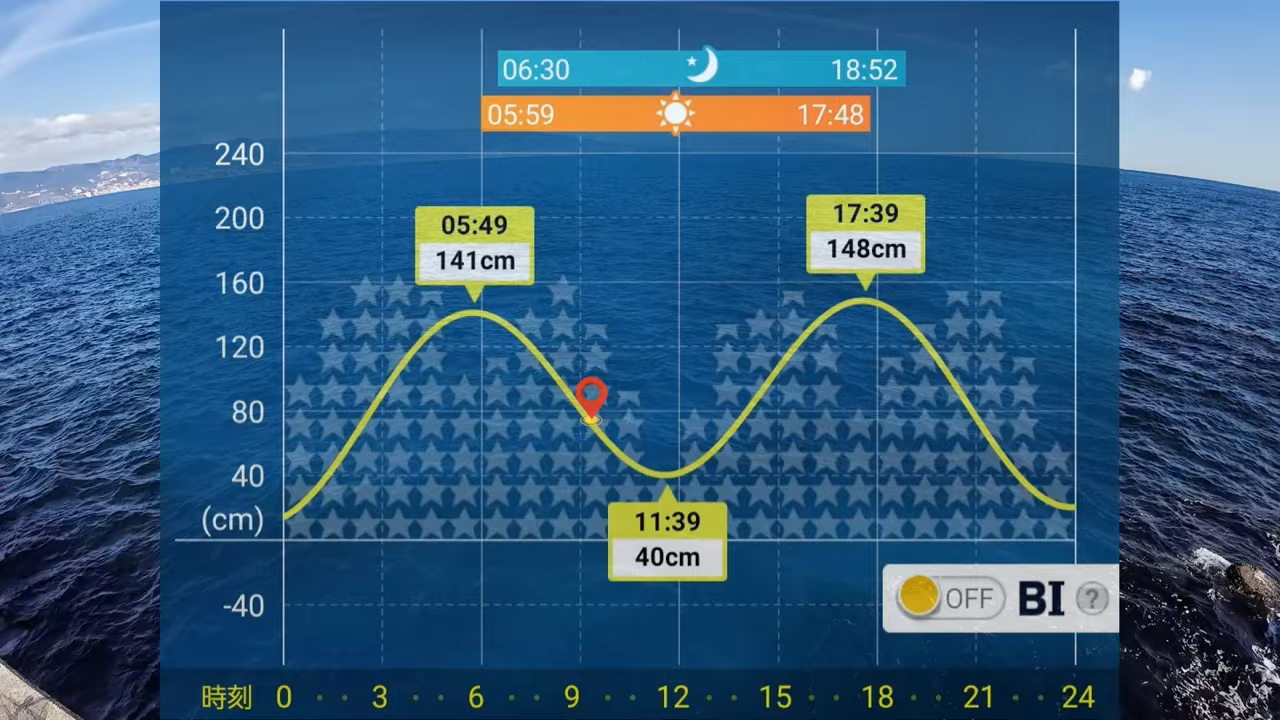 06:30 18:52
05:59 17:48
240
200
160
120
80
40
(cm)
-40
05:49
141cm
17:39
148cm
11:39
40cm
OFF BI ?
時刻 0 3 6 9 12 15 18 21 24